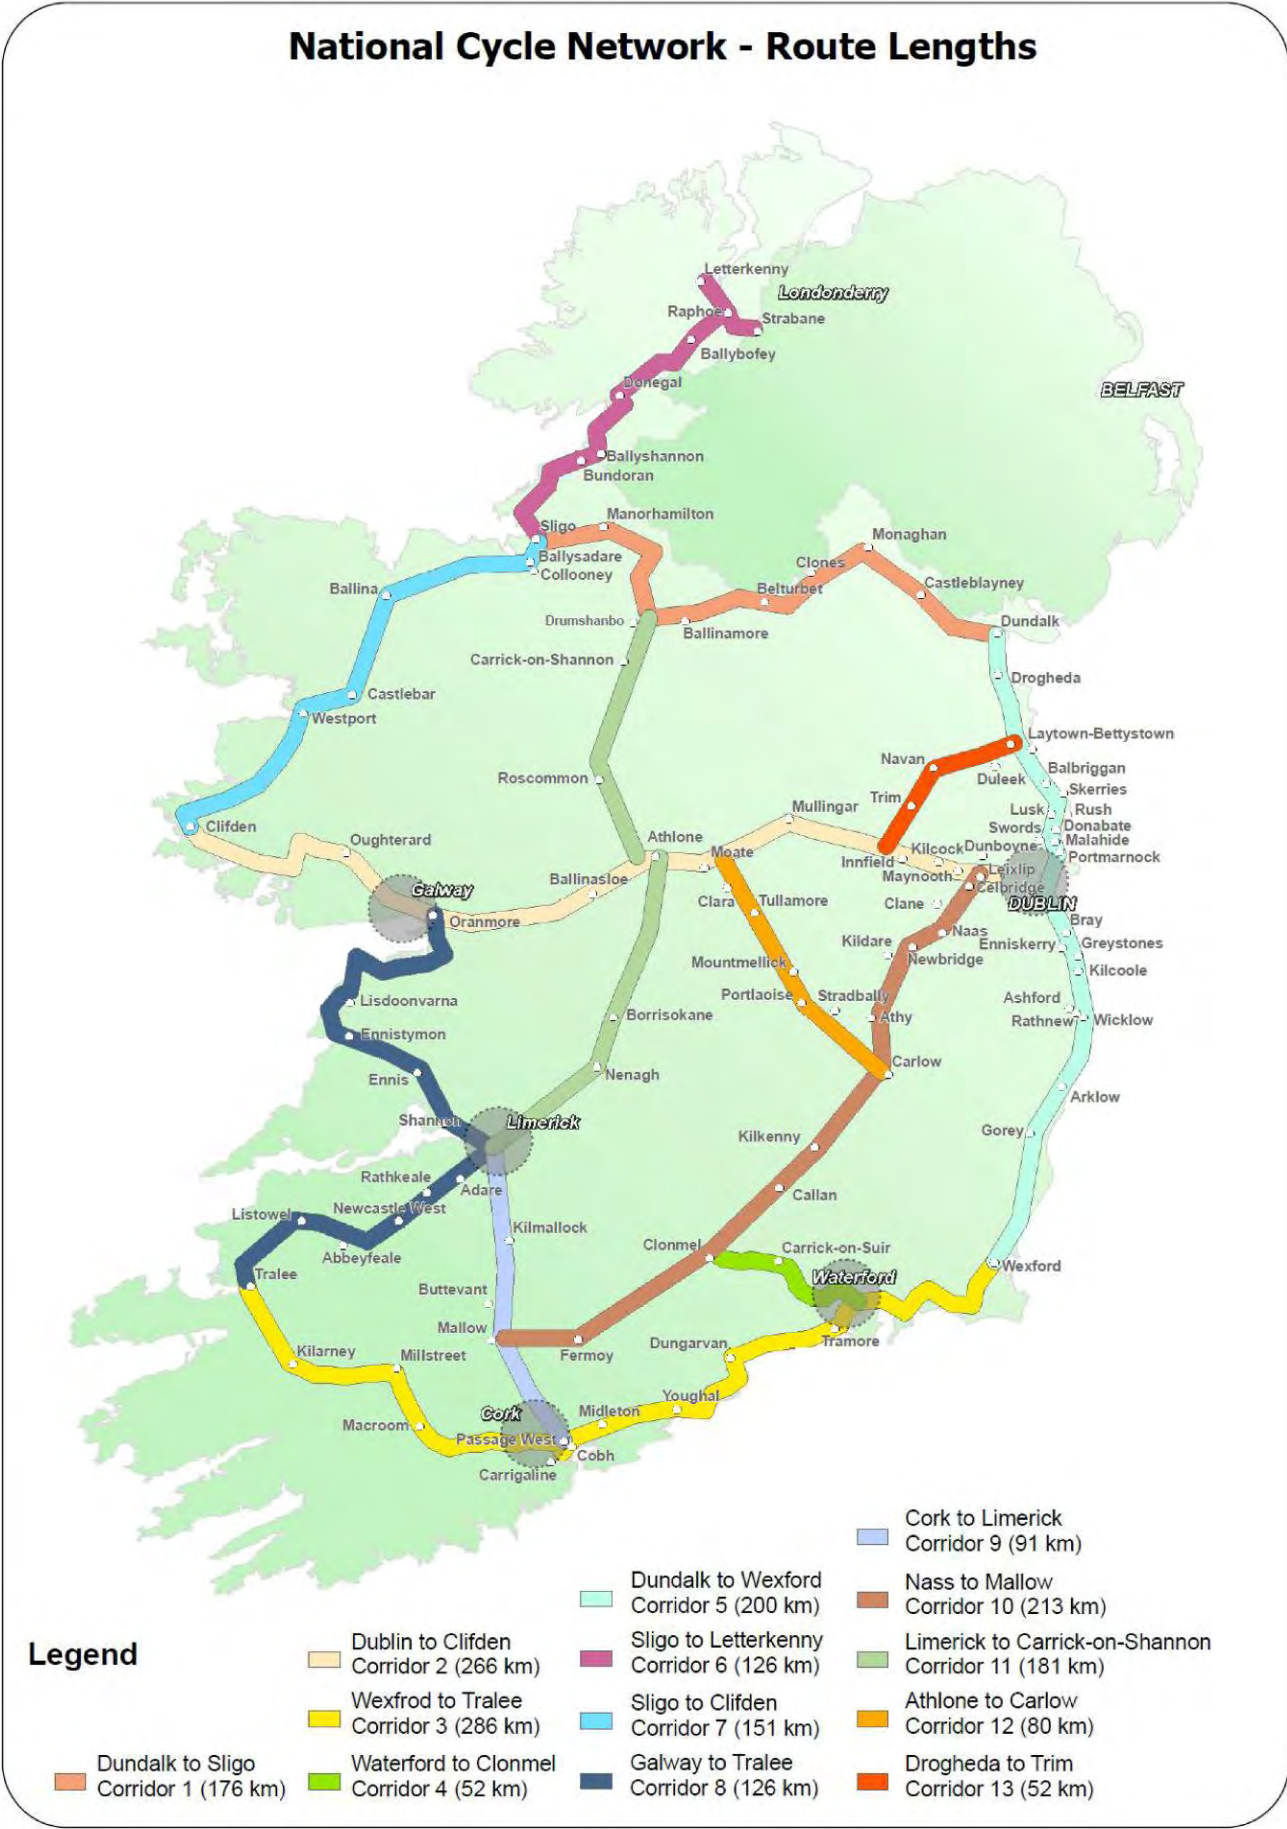 National Cycle Network - Route Lengths
Letterkenny
Londonderry
Raphoe
Strabane
Ballybofey
Donegal
BELFAST
Ballyshannon
Bundoran
Manorhamilton
Sligo
Monaghan
Ballysadare
Clones
Collooney
Castleblayney
Ballina
Belturbet
Drumshanbo
Dundalk
Ballinamore
Carrick-on-Shannon
Drogheda
Castlebar
Westport
Laytown-Bettystown
Navan
Balbriggan
Roscommon
Duleek
Skerries
Trim
Mullingar
Lusk
Rush
Clifden
Swords
Donabate
Oughterard
Athlone
Malahide
Kilcock
Dunboyne
Moate
Portmarnock
Innfield
Leixlip
Maynooth
Ballinasloe
Celbridge
Galway
Clara
Tullamore
Clane
DUBLIN
Oranmore
Bray
Naas
Kildare
Enniskerry
Greystones
Newbridge
Mountmellick
Kilcoole
Portlaoise
Stradbally
Ashford
Lisdoonvarna
Borrisokane
Athy
Rathnew
Wicklow
Ennistymon
Carlow
Nenagh
Ennis
Arklow
Shannon
Limerick
Gorey
Kilkenny
Rathkeale
Adare
Callan
Newcastle West
Listowel
Kilmallock
Clonmel
Carrick-on-Suir
Abbeyfeale
Wexford
Tralee
Waterford
Buttevant
Mallow
Tramore
Kilarney
Millstreet
Fermoy
Dungarvan
Youghal
Cork
Midleton
Macroom
Passage West
Cobh
Carrigaline
Legend
Dundalk to Sligo
Corridor 1 (176 km)
Dublin to Clifden
Corridor 2 (266 km)
Wexfrod to Tralee
Corridor 3 (286 km)
Waterford to Clonmel
Corridor 4 (52 km)
Dundalk to Wexford
Corridor 5 (200 km)
Sligo to Letterkenny
Corridor 6 (126 km)
Sligo to Clifden
Corridor 7 (151 km)
Galway to Tralee
Corridor 8 (126 km)
Cork to Limerick
Corridor 9 (91 km)
Nass to Mallow
Corridor 10 (213 km)
Limerick to Carrick-on-Shannon
Corridor 11 (181 km)
Athlone to Carlow
Corridor 12 (80 km)
Drogheda to Trim
Corridor 13 (52 km)